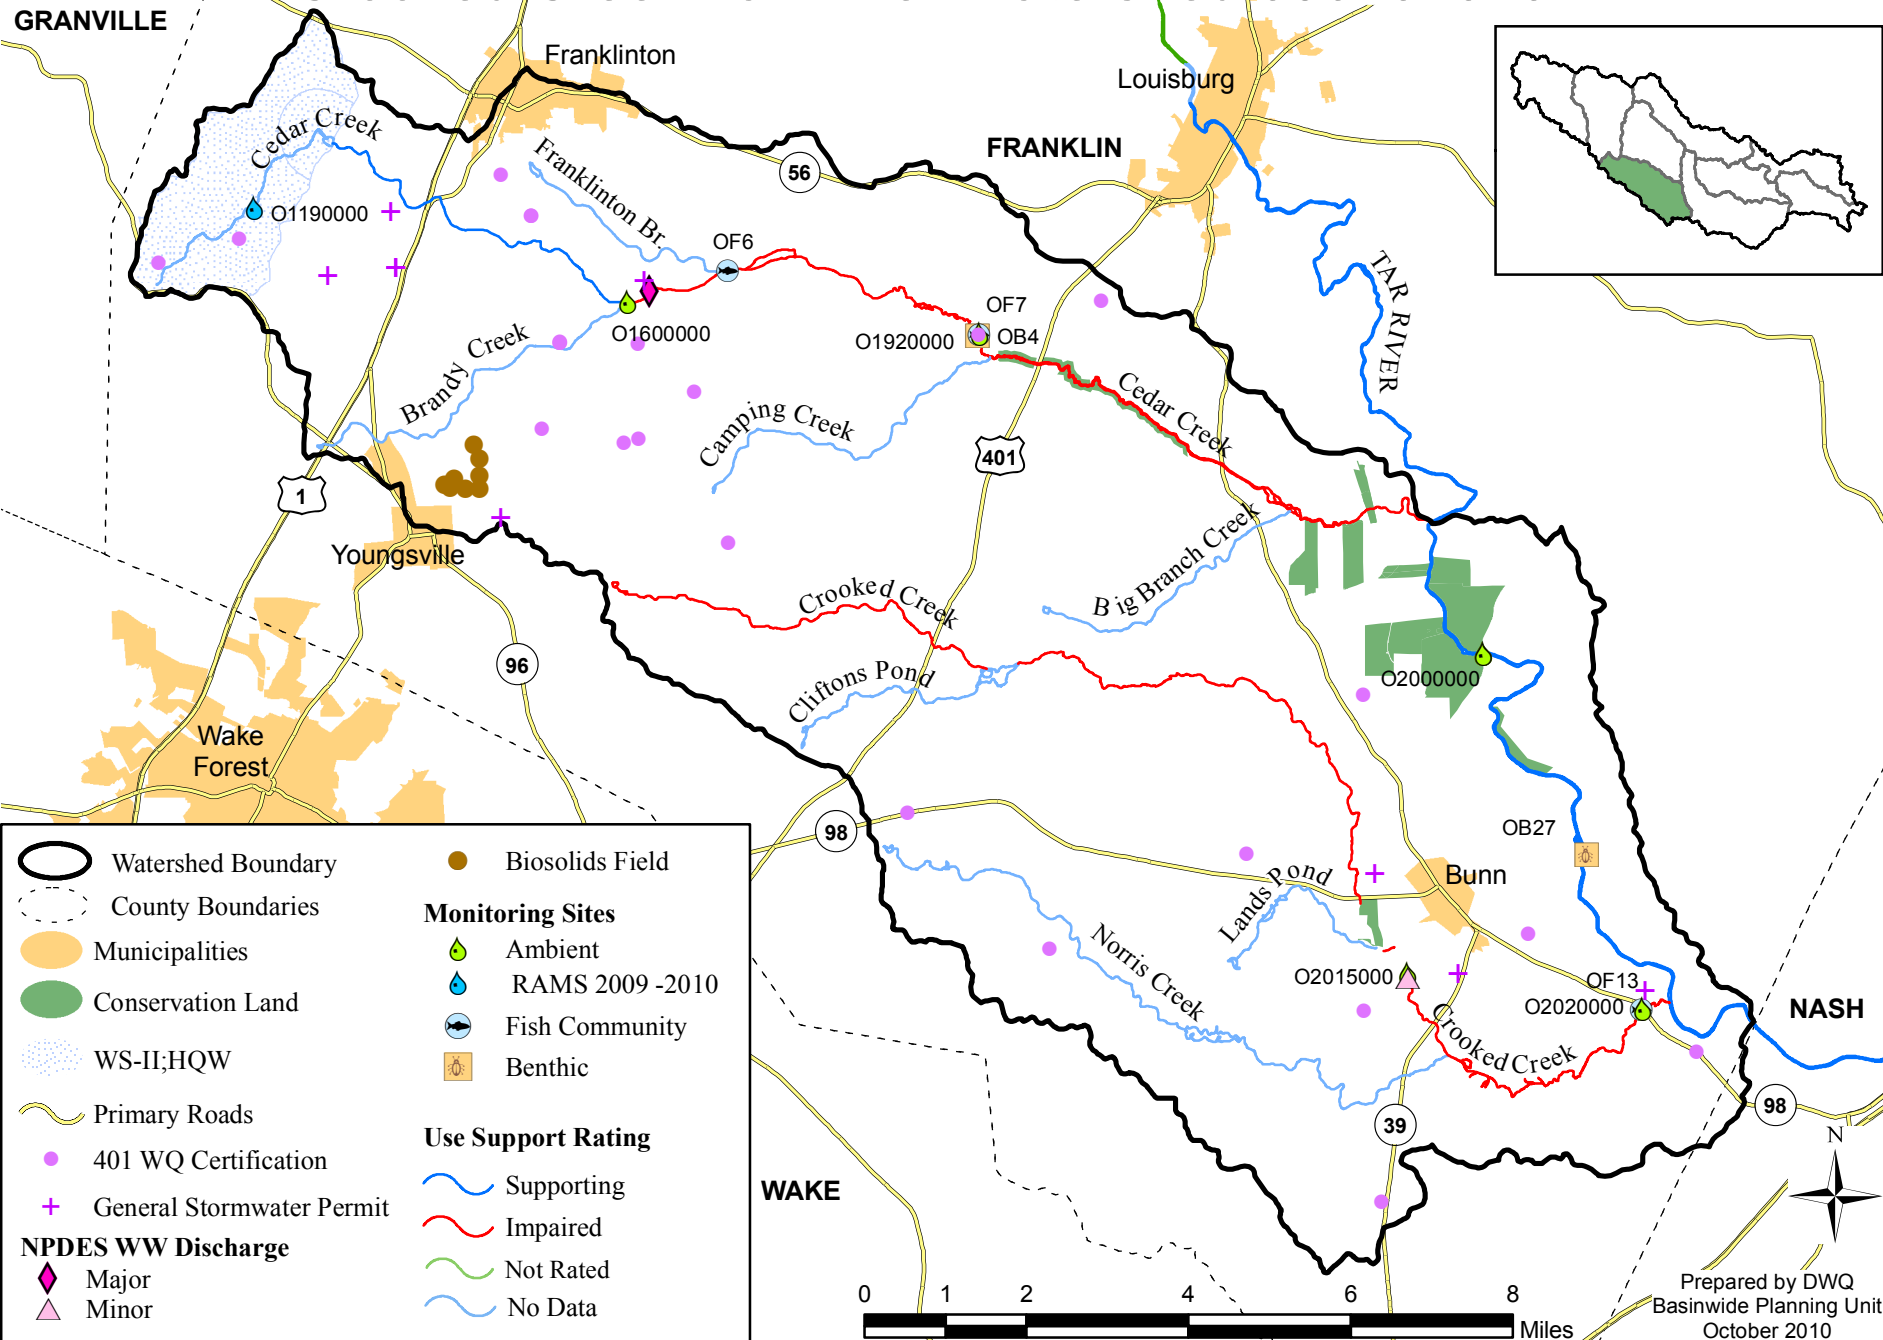 GRANVILLE
Franklinton
Louisburg
FRANKLIN
Cedar Creek
Franklinton Br.
56
O1190000
OF6
TAR RIVER
OF7
O1600000
O1920000
OB4
Brandy Creek
Camping Creek
Cedar Creek
401
1
Big Branch Creek
Youngsville
Crooked Creek
96
Cliftons Pond
O2000000
Wake
Forest
98
OB27
Bunn
Lands Pond
Norris Creek
O2015000
OF13
O2020000
NASH
Crooked Creek
39
98
WAKE
Watershed Boundary
County Boundaries
Municipalities
Conservation Land
WS-II;HQW
Primary Roads
401 WQ Certification
General Stormwater Permit
NPDES WW Discharge
Major
Minor
Biosolids Field
Monitoring Sites
Ambient
RAMS 2009 -2010
Fish Community
Benthic
Use Support Rating
Supporting
Impaired
Not Rated
No Data
0 1 2 4 6 8
Miles
N
Prepared by DWQ
Basinwide Planning Unit
October 2010